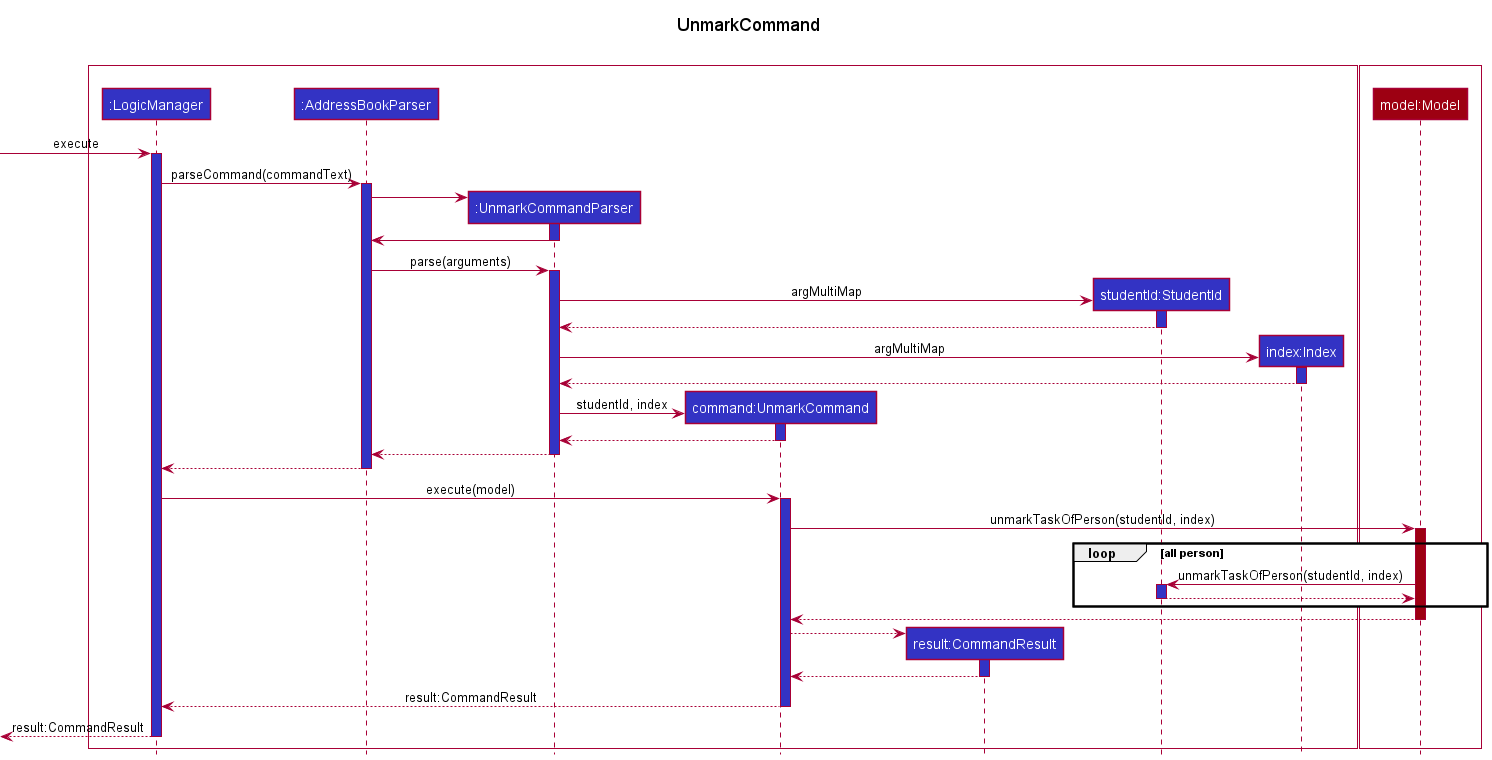 UnmarkCommand
:LogicManager
:AddressBookParser
model:Model
execute
parseCommand(commandText)
:UnmarkCommandParser
parse(arguments)
argMultiMap
studentId:StudentId
argMultiMap
index:Index
studentId, index
command:UnmarkCommand
execute(model)
unmarkTaskOfPerson(studentId, index)
loop
[all person]
unmarkTaskOfPerson(studentId, index)
result:CommandResult
result:CommandResult
result:CommandResult